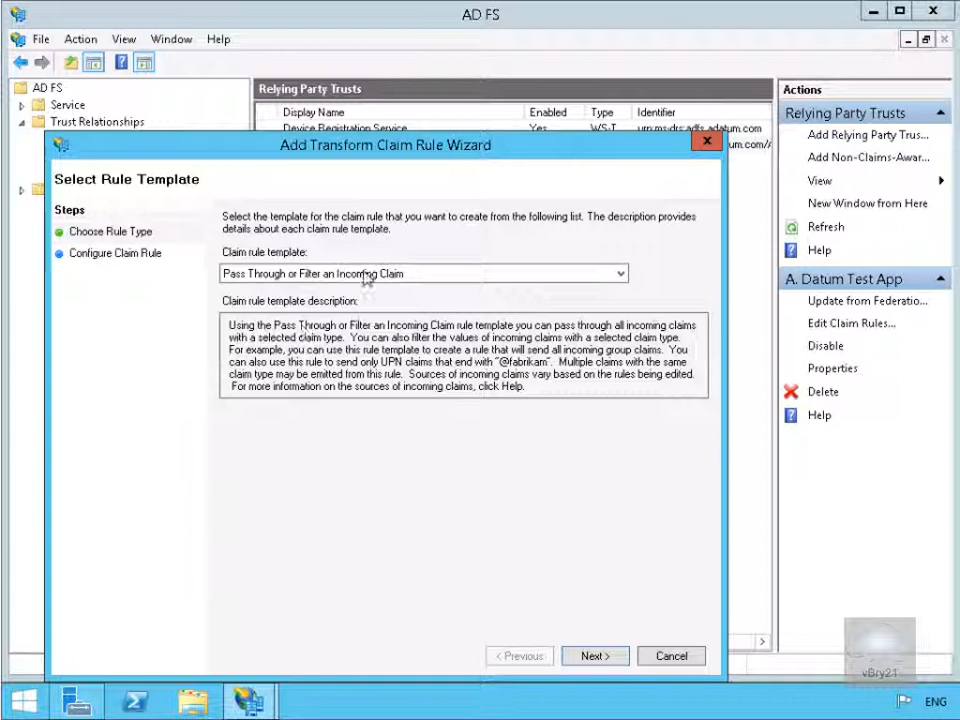 AD FS
File Action View Window Help
AD FS
Service
Trust Relationships
Relying Party Trusts
Display Name Enabled Type Identifier
Device Registration Service Yes WS-T urn:ms-drs:adfs.adatum.com
Actions
Relying Party Trusts
Add Relying Party Trus...
Add Non-Claims-Awar...
View
New Window from Here
Refresh
Help
A. Datum Test App
Update from Federatio...
Edit Claim Rules...
Disable
Properties
Delete
Help
Add Transform Claim Rule Wizard
Select Rule Template
Steps
Choose Rule Type
Configure Claim Rule
Select the template for the claim rule that you want to create from the following list. The description provides
details about each claim rule template.
Claim rule template:
Pass Through or Filter an Incoming Claim
Claim rule template description:
Using the Pass Through or Filter an Incoming Claim rule template you can pass through all incoming claims
with a selected claim type. You can also filter the values of incoming claims with a selected claim type.
For example, you can use this rule template to create a rule that will send all incoming group claims. You
can also use this rule to send only UPN claims that end with "@fabrikam". Multiple claims with the same
claim type may be emitted from this rule. Sources of incoming claims vary based on the rules being edited.
For more information on the sources of incoming claims, click Help.
< Previous Next > Cancel
vBry21
ENG